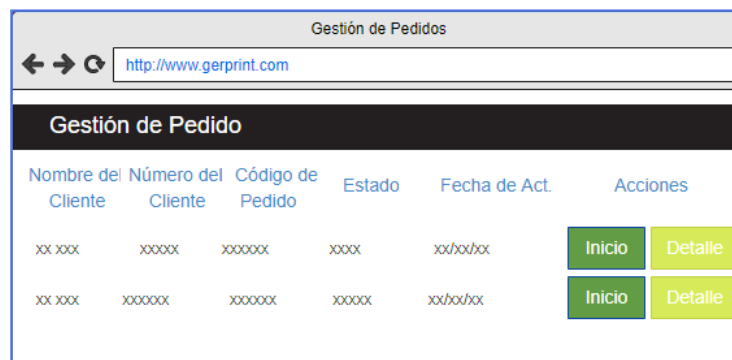 Gestión de Pedidos
http://www.gerprint.com
Gestión de Pedido
Nombre del Cliente Número del Cliente Código de Pedido Estado Fecha de Act. Acciones
xx xxx xxxxx xxxxxx xxxx xx/xx/xx Inicio Detalle
xx xxx xxxxxx xxxxxx xxxxx xx/xx/xx Inicio Detalle